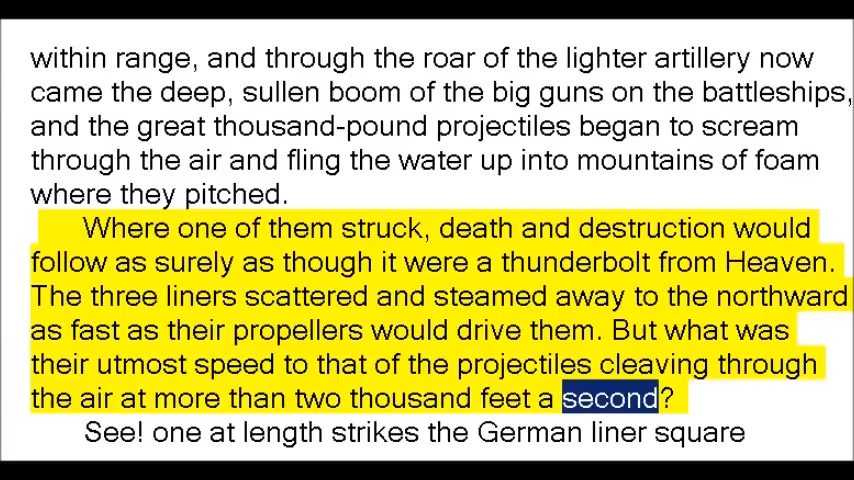 within range, and through the roar of the lighter artillery now
came the deep, sullen boom of the big guns on the battleships,
and the great thousand-pound projectiles began to scream
through the air and fling the water up into mountains of foam
where they pitched.
Where one of them struck, death and destruction would
follow as surely as though it were a thunderbolt from Heaven.
The three liners scattered and steamed away to the northward
as fast as their propellers would drive them. But what was
their utmost speed to that of the projectiles cleaving through
the air at more than two thousand feet a second?
See! one at length strikes the German liner square